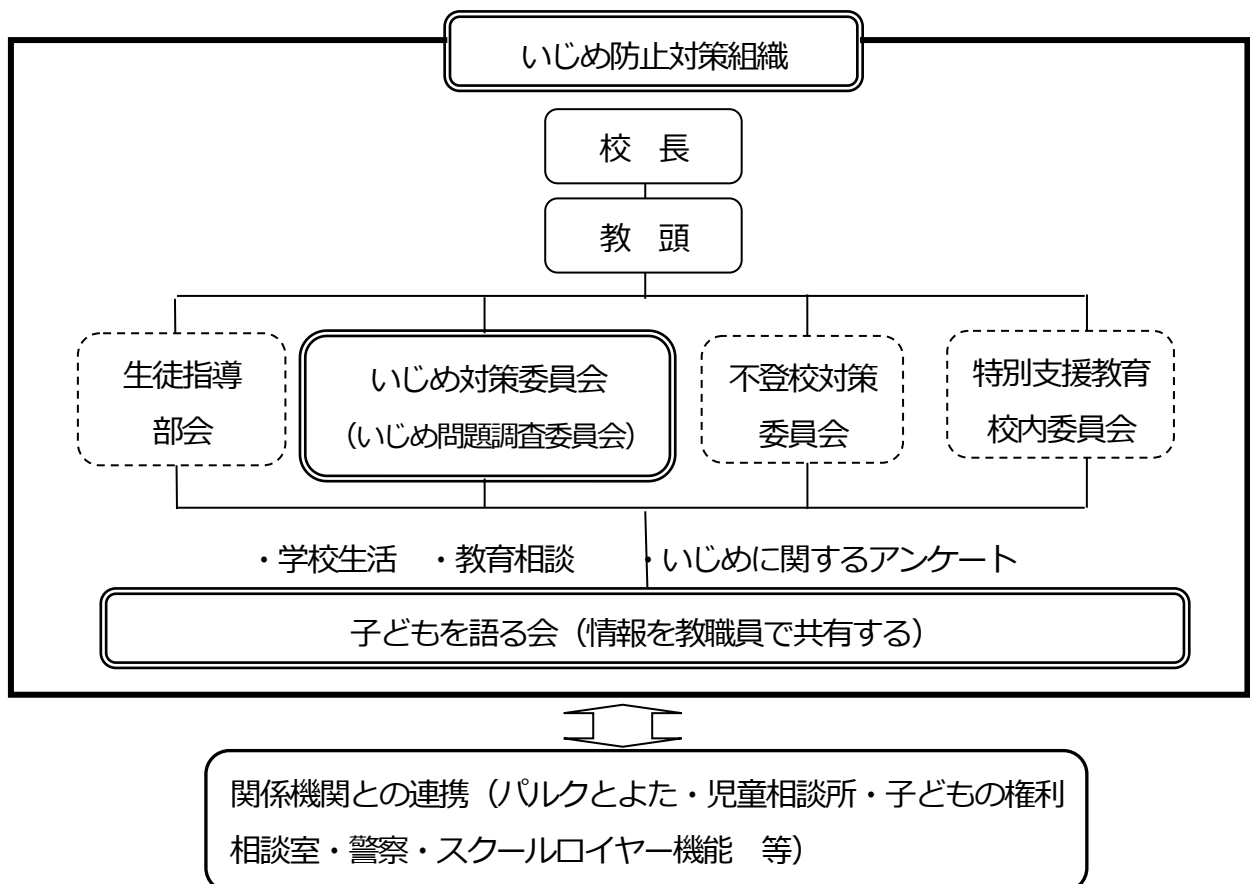 いじめ防止対策組織
校　長
教　頭
生徒指導
部会
いじめ対策委員会
（いじめ問題調査委員会）
不登校対策
委員会
特別支援教育
校内委員会
・学校生活　・教育相談　　・いじめに関するアンケート
子どもを語る会（情報を教職員で共有する）
関係機関との連携（パルクとよた・児童相談所・子どもの権利
相談室・警察・スクールロイヤー機能　等）